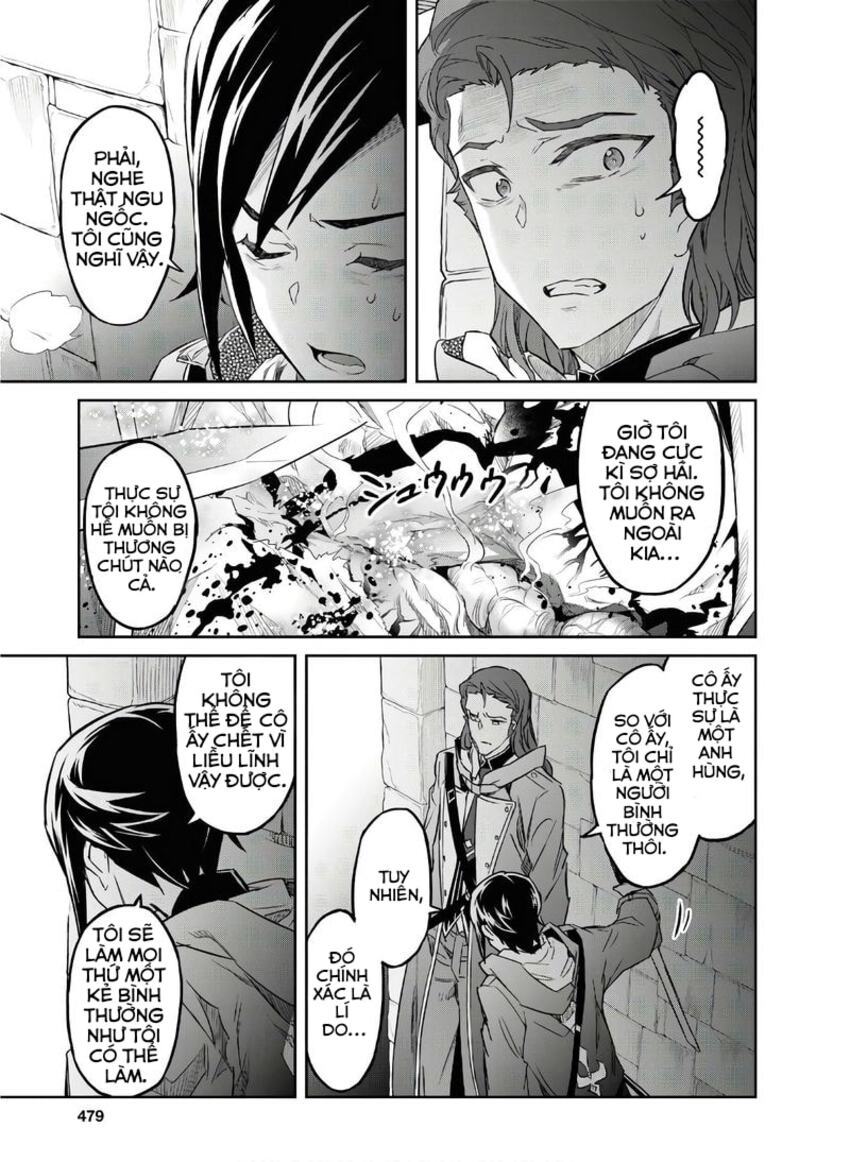 PHẢI,
NGHE
THẬT NGU
NGỐC.
TÔI CŨNG
NGHĨ VẬY.
GIỜ TÔI
ĐANG CỰC
KÌ SỢ HÃI.
TÔI KHÔNG
MUỐN RA
NGOÀI
KIA...
シュウウウ
THỰC SỰ
TỘI KHÔNG
HỀ MUỐN BỊ
THƯƠNG
CHÚT NÀO
CẢ.
CÔ ẤY
THỰC
SỰ LÀ
MỘT
ANH
HÙNG,
SO VỚI
CÔ ẤY,
TÔI CHỈ
LÀ MỘT
NGƯỜI
BÌNH
THƯỜNG
THÔI.
TUY
NHIÊN,
ĐÓ
CHÍNH
XÁC LÀ
LÍ
DO...
TÔI
KHÔNG
THỂ ĐỂ CÔ
ẤY CHẾT VÌ
LIỀU LĨNH
VẬY ĐƯỢC.
TÔI SẼ
LÀM MỌI
THỨ MỘT
KẺ BÌNH
THƯỜNG
NHƯ TÔI
CÓ THỂ
LÀM.
479